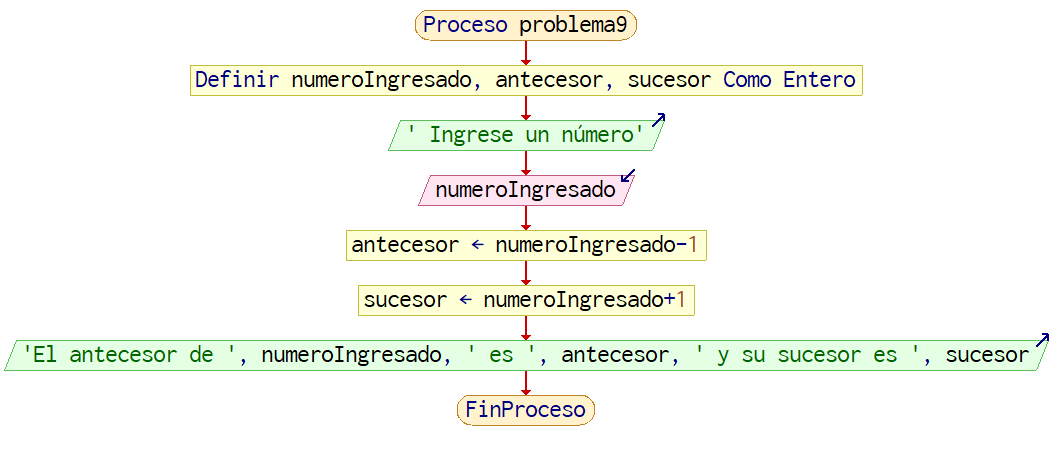 Proceso problema9
Definir numeroIngresado, antecesor, sucesor Como Entero
' Ingrese un número'
numeroIngresado
antecesor ← numeroIngresado-1
sucesor ← numeroIngresado+1
'El antecesor de ', numeroIngresado, ' es ', antecesor, ' y su sucesor es ', sucesor
FinProceso